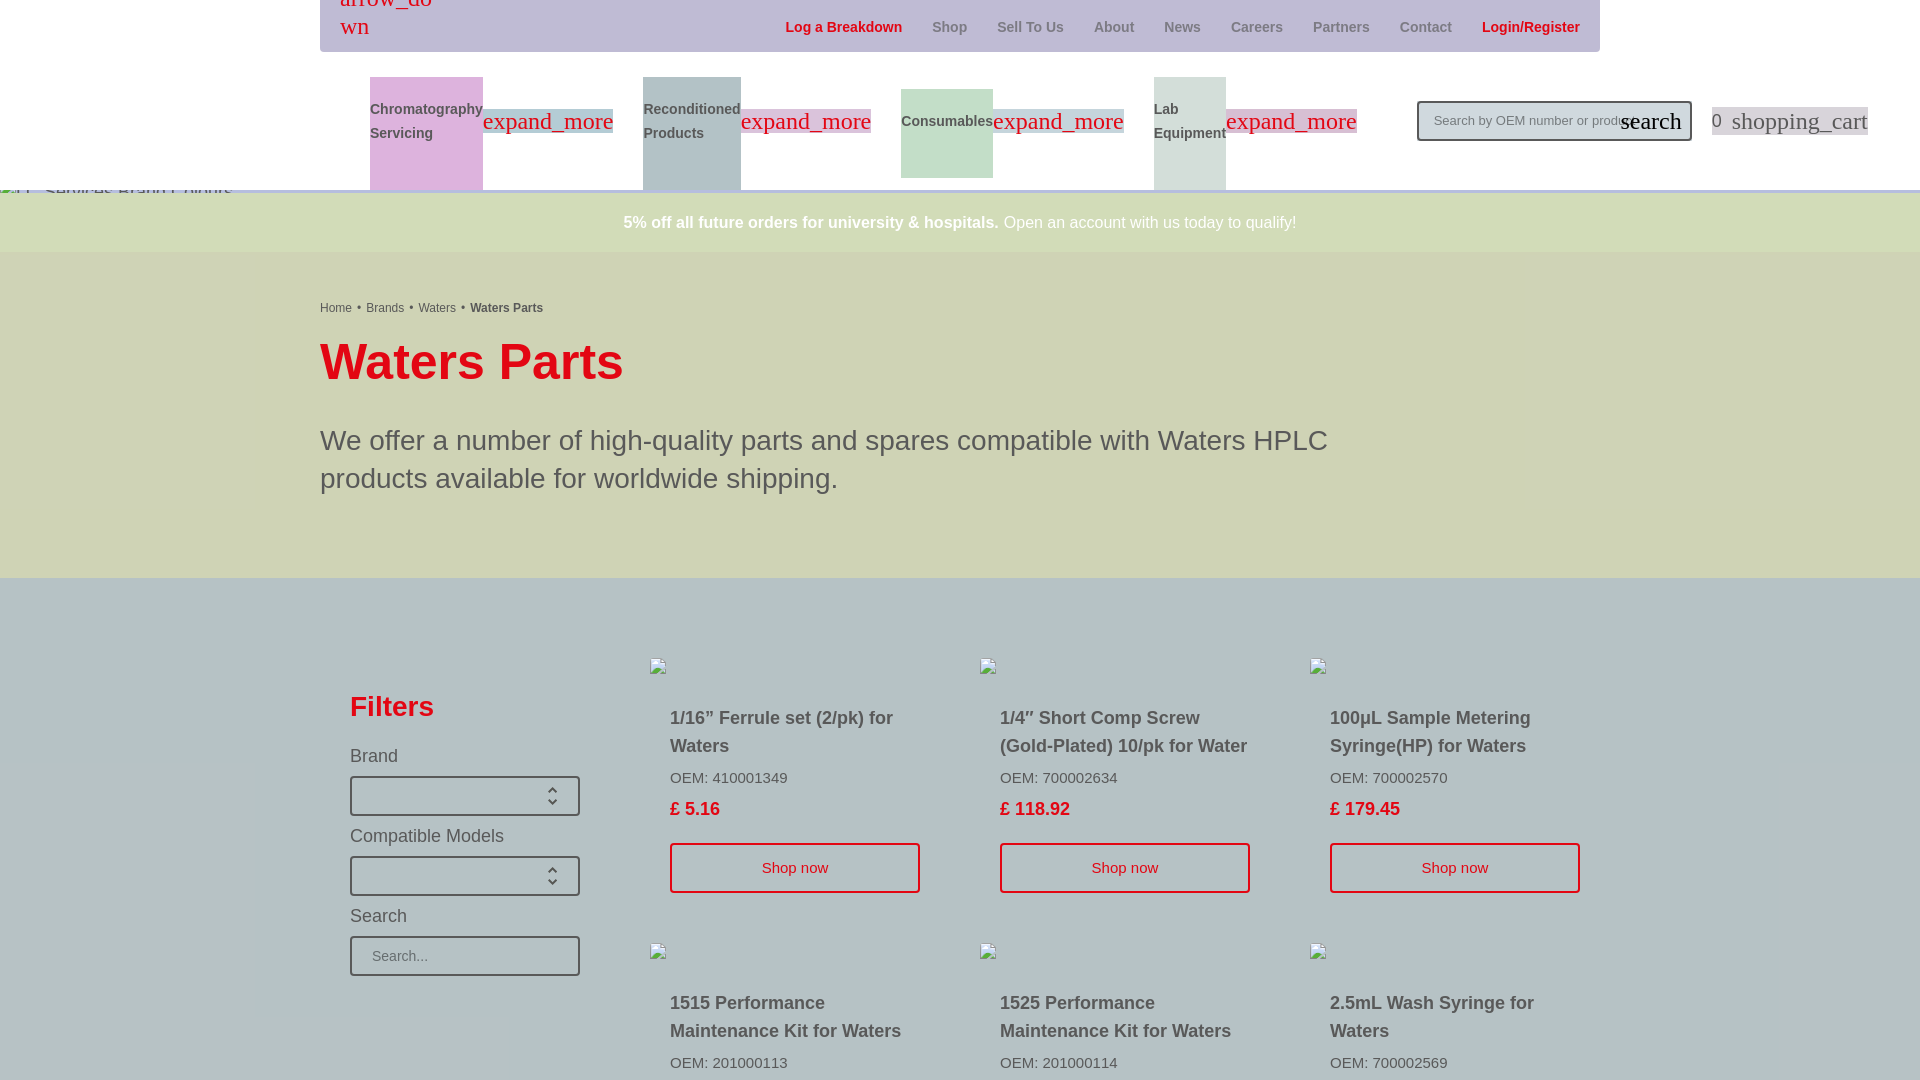 arrow_do
wn
Log a Breakdown Shop Sell To Us About News Careers Partners Contact Login/Register
Chromatography
Servicing
expand_more
Reconditioned
Products
expand_more
Consumables
expand_more
Lab
Equipment
expand_more
Search by OEM number or produ
search
0 shopping_cart
Services Brand Colours
5% off all future orders for university & hospitals. Open an account with us today to qualify!
Home • Brands • Waters • Waters Parts
Waters Parts
We offer a number of high-quality parts and spares compatible with Waters HPLC
products available for worldwide shipping.
Filters
Brand
Compatible Models
Search
Search...
1/16” Ferrule set (2/pk) for
Waters
OEM: 410001349
£ 5.16
Shop now
1/4″ Short Comp Screw
(Gold-Plated) 10/pk for Water
OEM: 700002634
£ 118.92
Shop now
100µL Sample Metering
Syringe(HP) for Waters
OEM: 700002570
£ 179.45
Shop now
1515 Performance
Maintenance Kit for Waters
OEM: 201000113
1525 Performance
Maintenance Kit for Waters
OEM: 201000114
2.5mL Wash Syringe for
Waters
OEM: 700002569